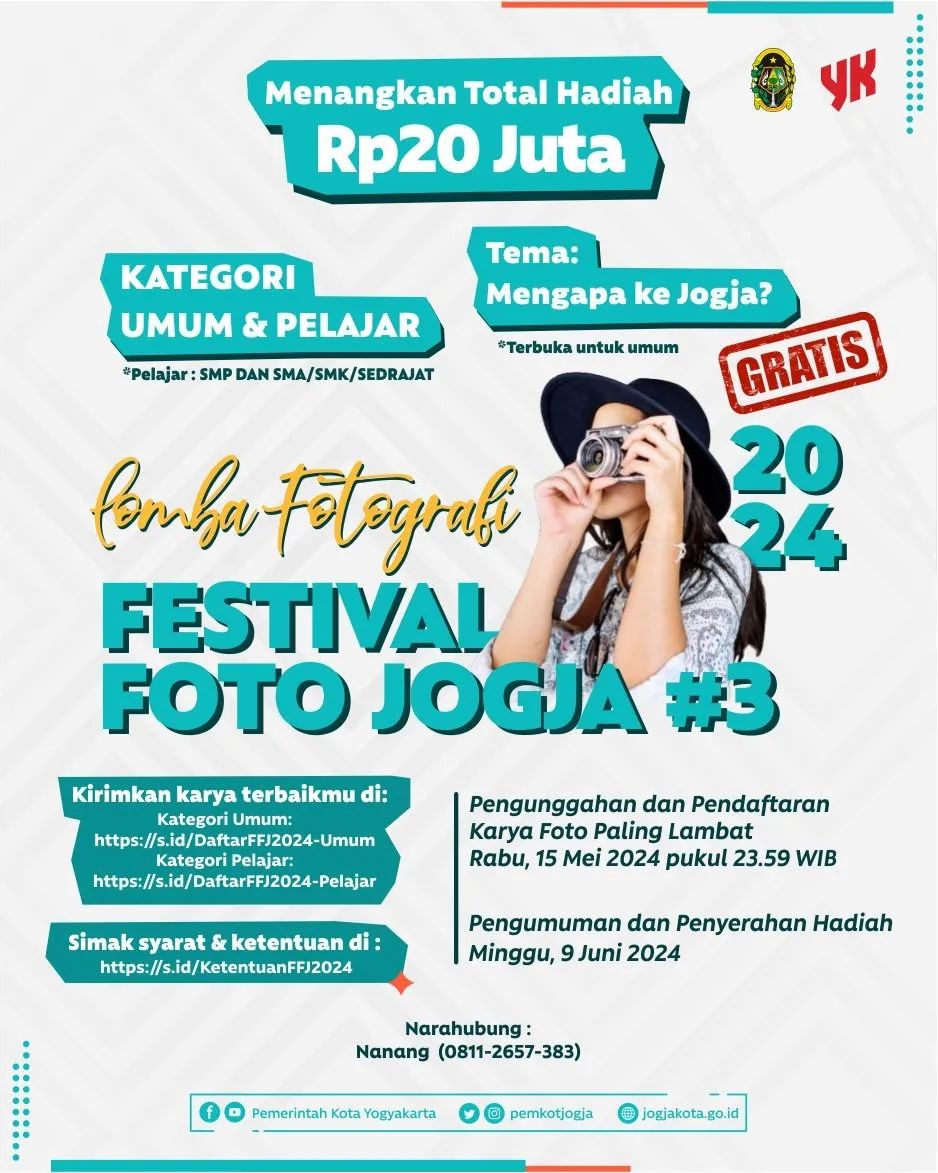 YK
Menangkan Total Hadiah
Rp20 Juta
KATEGORI
UMUM & PELAJAR
*Pelajar : SMP DAN SMA/SMK/SEDRAJAT
Tema:
Mengapa ke Jogja?
*Terbuka untuk umum
GRATIS
20
24
lomba Fotografi
FESTIVAL
FOTO JOGJA #3
Kirimkan karya terbaikmu di:
Kategori Umum:
https://s.id/DaftarFFJ2024-Umum
Kategori Pelajar:
https://s.id/DaftarFFJ2024-Pelajar
Simak syarat & ketentuan di :
https://s.id/KetentuanFFJ2024
Pengunggahan dan Pendaftaran
Karya Foto Paling Lambat
Rabu, 15 Mei 2024 pukul 23.59 WIB
Pengumuman dan Penyerahan Hadiah
Minggu, 9 Juni 2024
Narahubung :
Nanang (0811-2657-383)
Pemerintah Kota Yogyakarta pemkotjogja jogjakota.go.id